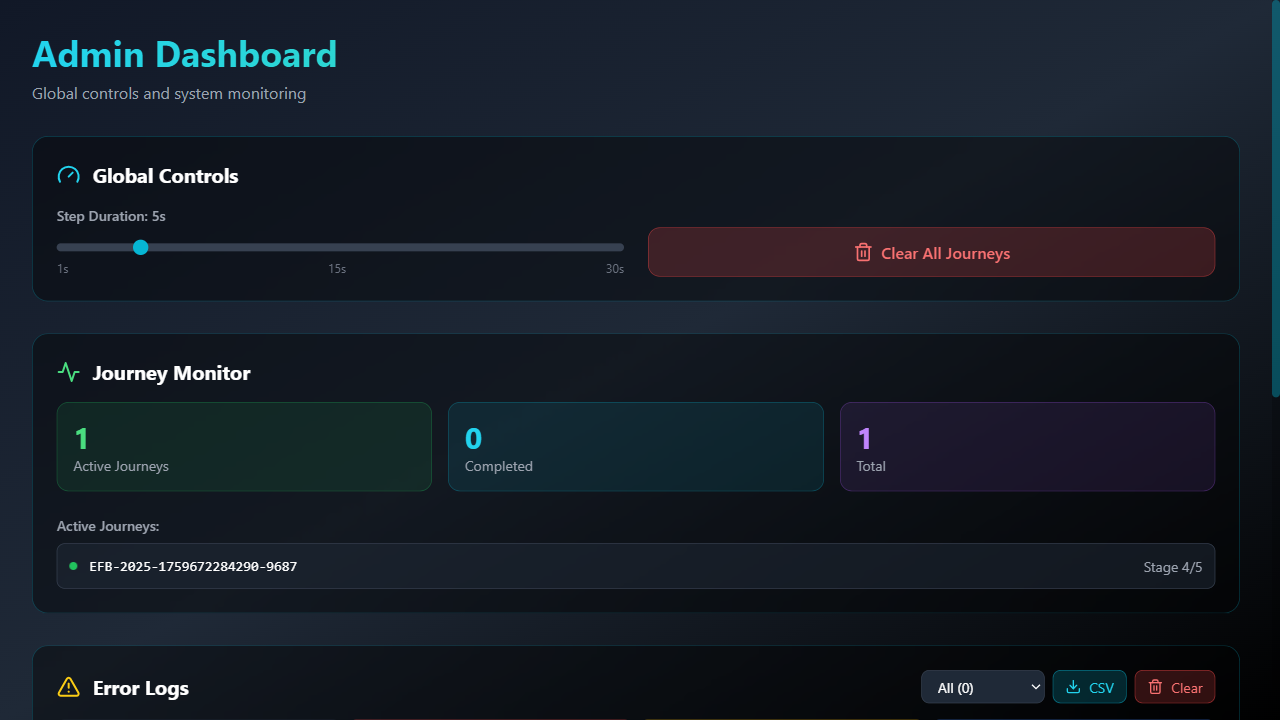 Admin Dashboard
Global controls and system monitoring
Global Controls
Step Duration: 5s
1s 15s 30s
Clear All Journeys
Journey Monitor
1 0 1
Active Journeys Completed Total
Active Journeys:
EFB-2025-1759672284290-9687 Stage 4/5
Error Logs All (0) CSV Clear